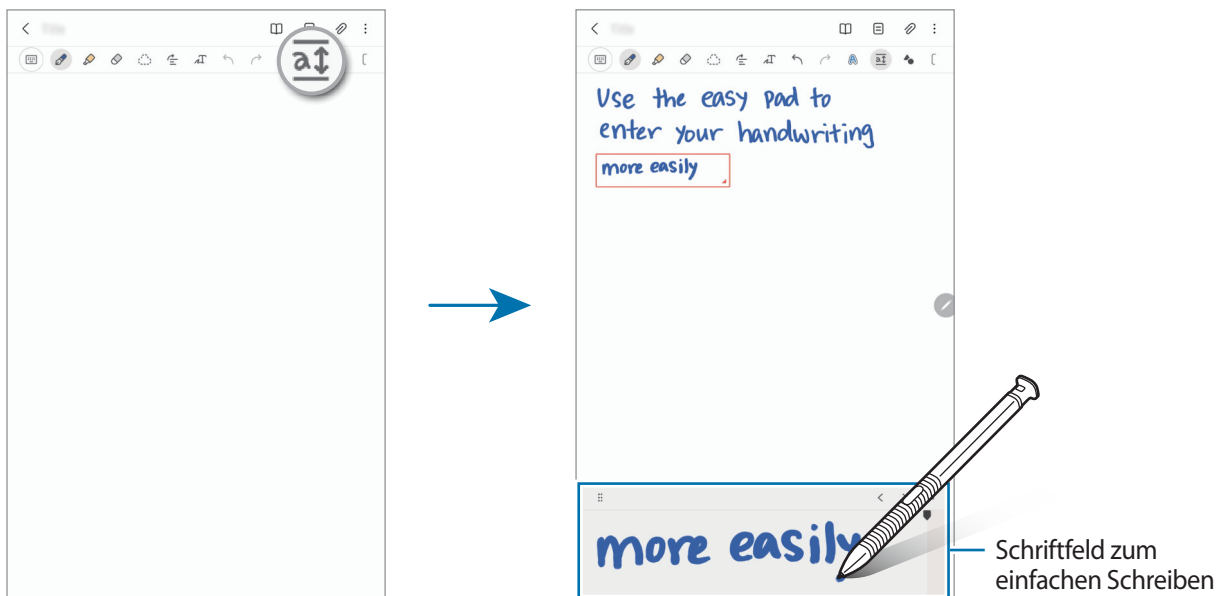 Use the easy pad to
enter your handwriting
more easily
more easily
Schriftfeld zum
einfachen Schreiben